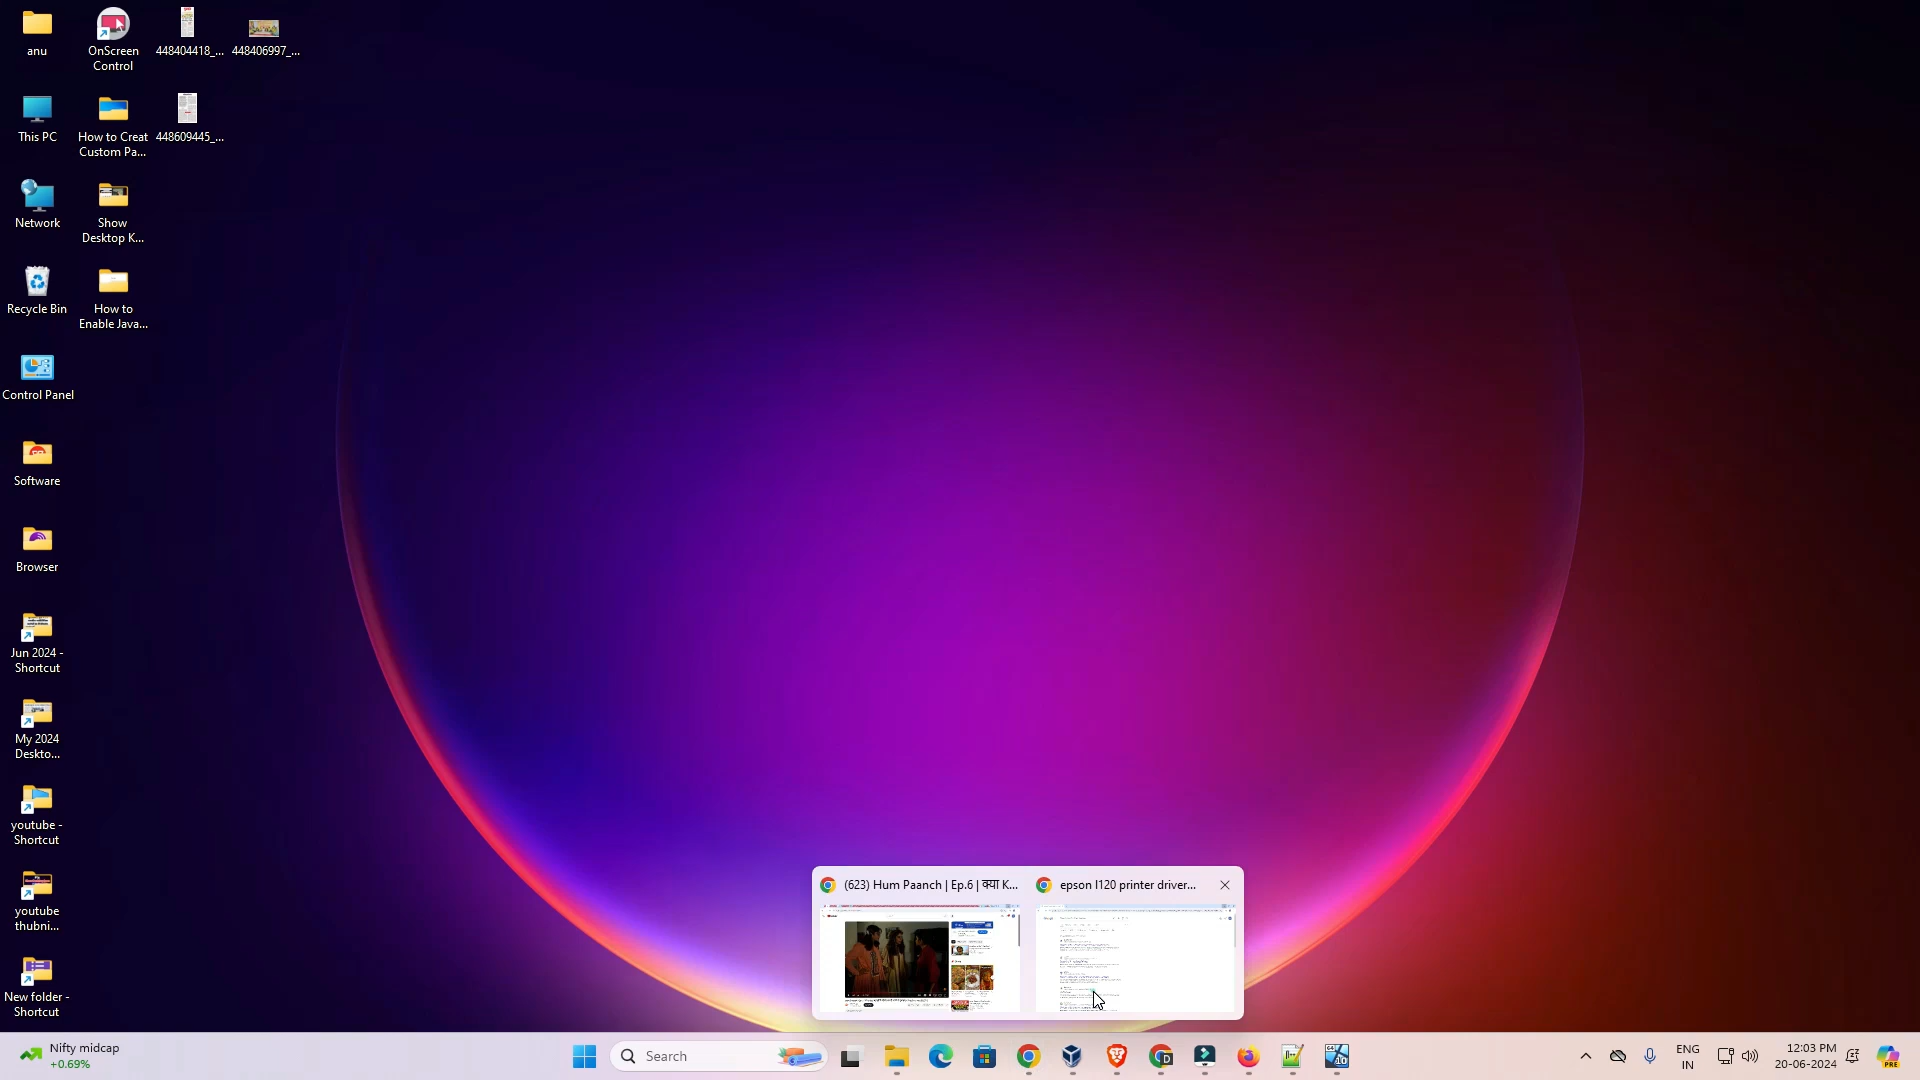 anu
OnScreen
Control
448404418_...
448406997_...
This PC
How to Creat
Custom Pa...
448609445_...
Network
Show
Desktop K...
Recycle Bin
How to
Enable Java...
Control Panel
Software
Browser
Jun 2024 -
Shortcut
My 2024
Deskto...
youtube -
Shortcut
youtube
thubni...
New folder -
Shortcut
(623) Hum Paanch | Ep.6 | क्या K...
epson l120 printer driver...
Nifty midcap
+0.69%
Search
ENG
IN
12:03 PM
20-06-2024